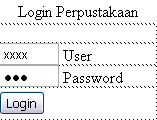 Login Perpustakaan
xxxx User
●●● Password
Login